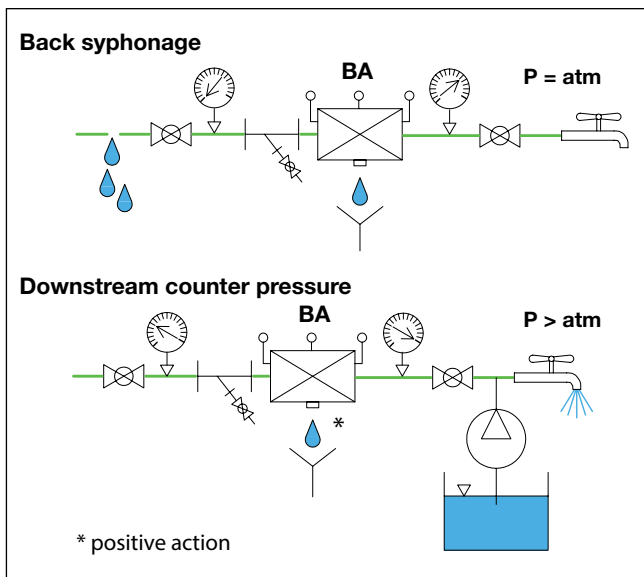 Back syphonage
BA
P = atm
Downstream counter pressure
BA
P > atm
*
* positive action